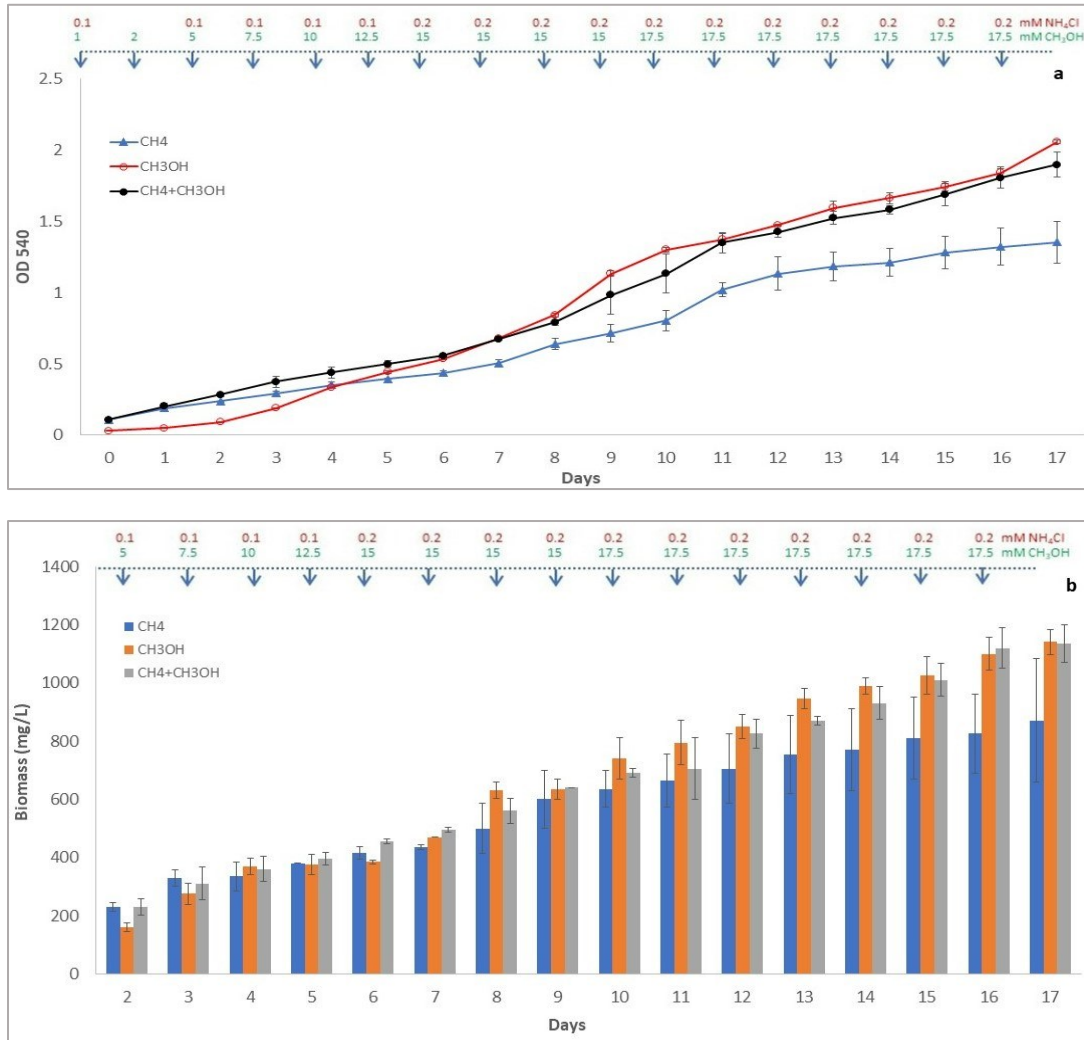 0.1 0.1 0.1 0.1 0.1 0.2 0.2 0.2 0.2 0.2 0.2 0.2 0.2 0.2 0.2 0.2 mM NH₄Cl
1 2 5 7.5 10 12.5 15 15 15 15 17.5 17.5 17.5 17.5 17.5 17.5 17.5 mM CH₃OH
a
2.5
CH4
CH3OH
CH4+CH3OH
2
1.5
1
0.5
0
OD 540
0 1 2 3 4 5 6 7 8 9 10 11 12 13 14 15 16 17
Days
0.1 0.1 0.1 0.1 0.2 0.2 0.2 0.2 0.2 0.2 0.2 0.2 0.2 0.2 0.2 mM NH₄Cl
5 7.5 10 12.5 15 15 15 15 17.5 17.5 17.5 17.5 17.5 17.5 17.5 mM CH₃OH
b
1400
CH4
CH3OH
CH4+CH3OH
1200
1000
800
600
400
200
0
Biomass (mg/L)
2 3 4 5 6 7 8 9 10 11 12 13 14 15 16 17
Days